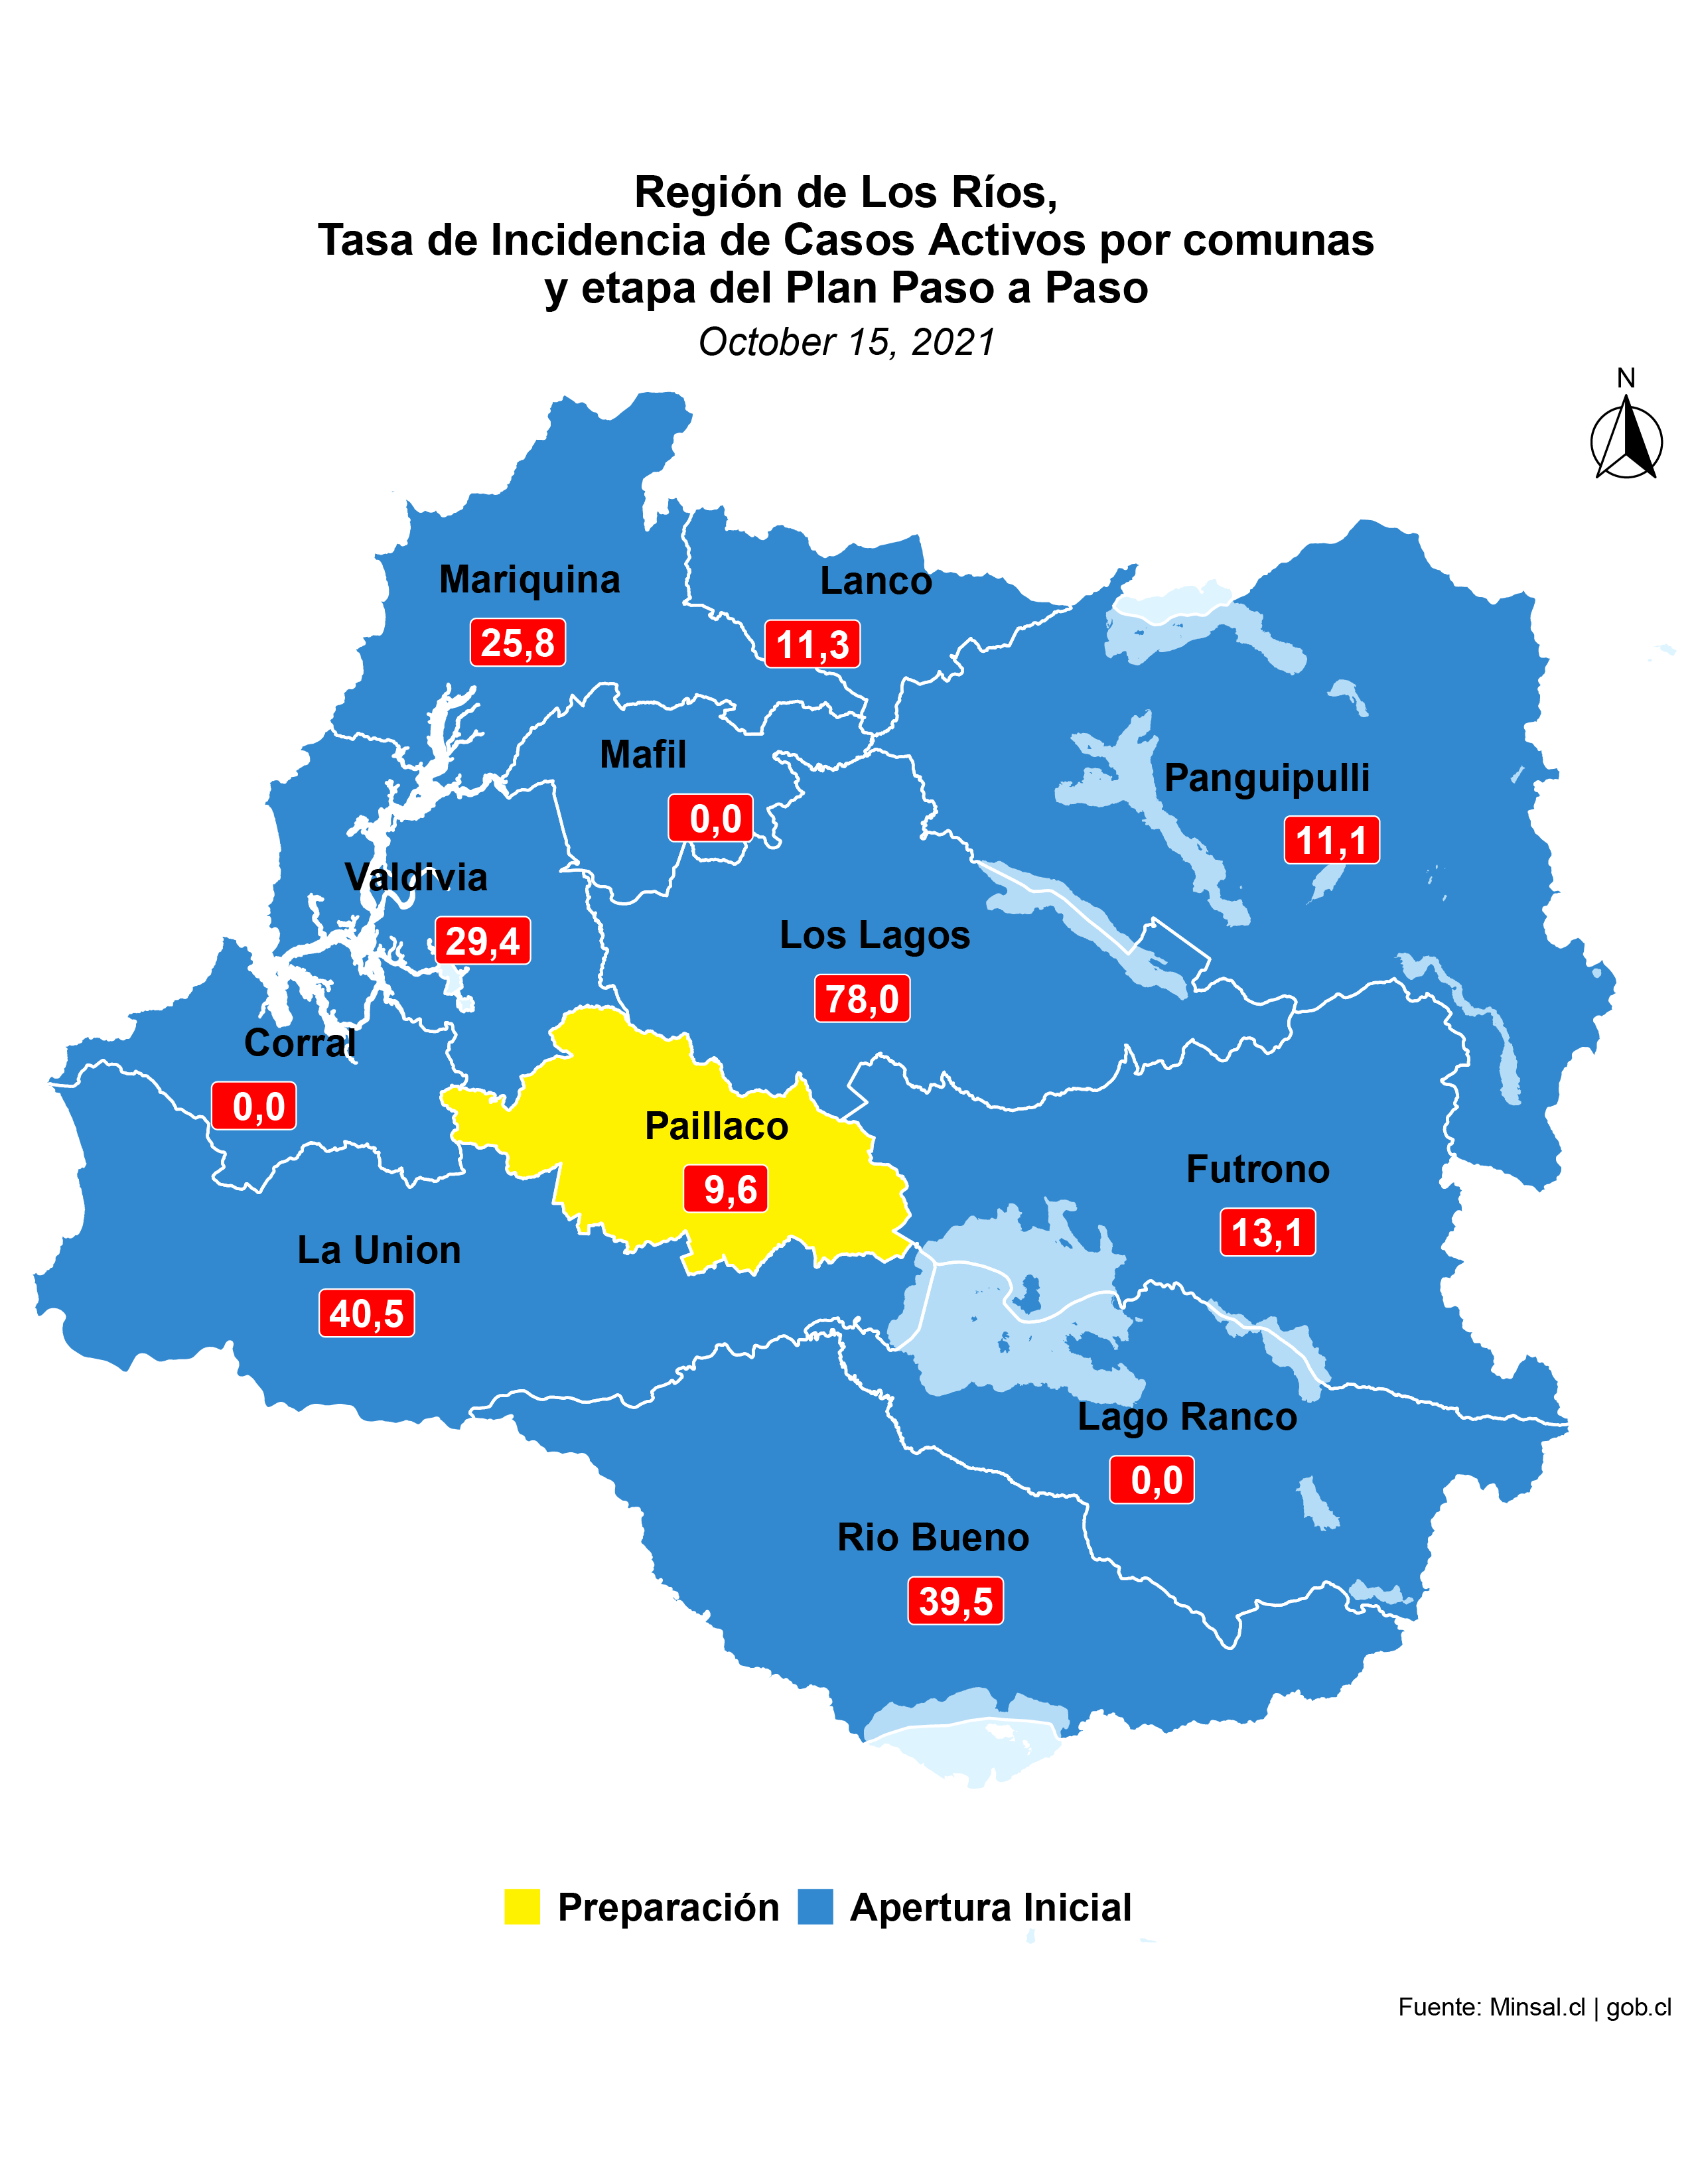 Región de Los Ríos,
Tasa de Incidencia de Casos Activos por comunas
y etapa del Plan Paso a Paso
October 15, 2021
N
Mariquina
25,8
Lanco
11,3
Mafil
0,0
Panguipulli
11,1
Valdivia
29,4
Los Lagos
78,0
Corral
0,0
Paillaco
9,6
Futrono
13,1
La Union
40,5
Lago Ranco
0,0
Rio Bueno
39,5
Preparación
Apertura Inicial
Fuente: Minsal.cl | gob.cl